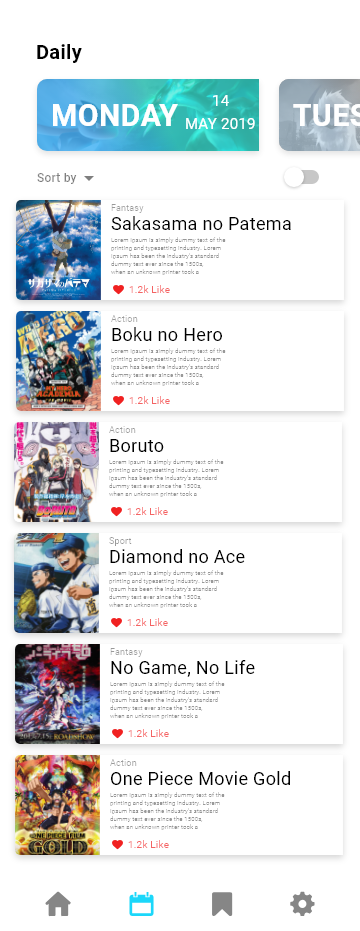 Daily
MONDAY
14
MAY 2019
TUES
Sort by
Fantasy
Sakasama no Patema
Lorem Ipsum is simply dummy text of the
printing and typesetting industry. Lorem
Ipsum has been the industry's standard
dummy text ever since the 1500s,
when an unknown printer took a
1.2k Like
サカサマのパテマ
Action
Boku no Hero
Lorem Ipsum is simply dummy text of the
printing and typesetting industry. Lorem
Ipsum has been the industry's standard
dummy text ever since the 1500s,
when an unknown printer took a
1.2k Like
ACADEMIA
Action
Boruto
Lorem Ipsum is simply dummy text of the
printing and typesetting industry. Lorem
Ipsum has been the industry's standard
dummy text ever since the 1500s,
when an unknown printer took a
1.2k Like
BORUTO
Sport
Diamond no Ace
Lorem Ipsum is simply dummy text of the
printing and typesetting industry. Lorem
Ipsum has been the industry's standard
dummy text ever since the 1500s,
when an unknown printer took a
1.2k Like
Fantasy
No Game, No Life
Lorem Ipsum is simply dummy text of the
printing and typesetting industry. Lorem
Ipsum has been the industry's standard
dummy text ever since the 1500s,
when an unknown printer took a
1.2k Like
ROADSHOW
Action
One Piece Movie Gold
Lorem Ipsum is simply dummy text of the
printing and typesetting industry. Lorem
Ipsum has been the industry's standard
dummy text ever since the 1500s,
when an unknown printer took a
1.2k Like
ONE PIECE FILM
GOLD